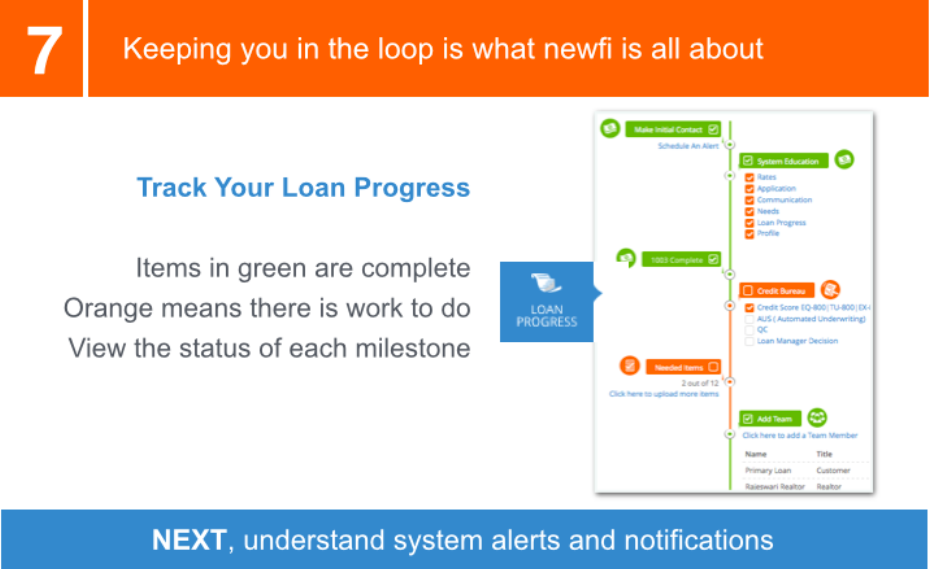 7
Keeping you in the loop is what newfi is all about
Track Your Loan Progress
Items in green are complete
Orange means there is work to do
View the status of each milestone
LOAN
PROGRESS
Make Initial Contact
Schedule An Alert
System Education
Rates
Application
Communication
Needs
Loan Progress
Profile
1003 Complete
Credit Bureau
Credit Score EQ-800|TU-800|EX-
AUS ( Automated Underwriting)
QC
Loan Manager Decision
Needed Items
2 out of 12
Click here to upload more items
Add Team
Click here to add a Team Member
Name Title
Primary Loan Customer
Rajeswari Realtor Realtor
NEXT, understand system alerts and notifications